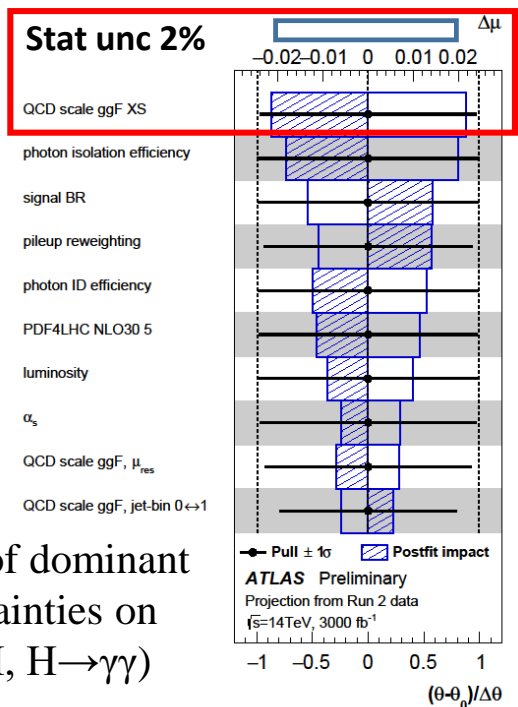 Stat unc 2%
Δμ
−0.02−0.01 0 0.01 0.02
QCD scale ggF XS
photon isolation efficiency
signal BR
pileup reweighting
photon ID efficiency
PDF4LHC NLO30 5
luminosity
αs
QCD scale ggF, μres
QCD scale ggF, jet-bin 0↔1
Pull ± 1σ Postfit impact
ATLAS Preliminary
Projection from Run 2 data
√s=14TeV, 3000 fb⁻¹
−1 −0.5 0 0.5 1
(θ-θ₀)/Δθ
of dominant
ainties on
H→γγ)